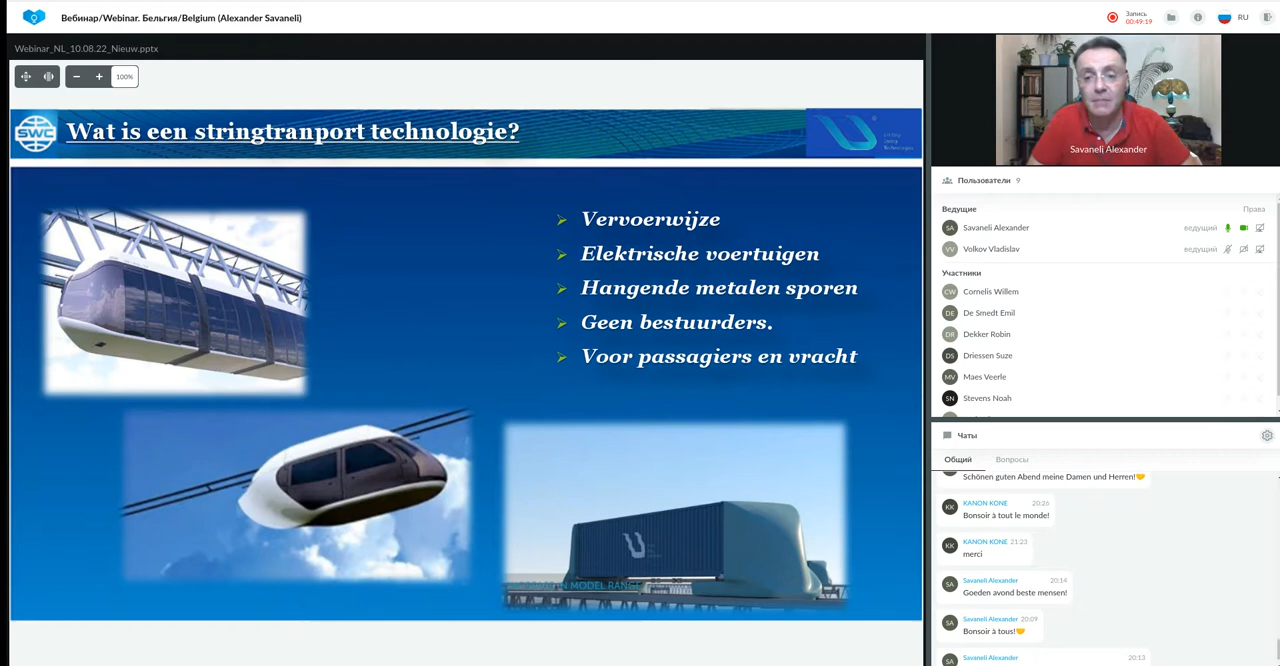 Вебинар/Webinar. Бельгия/Belgium (Alexander Savaneli)
Запись
00:49:19
RU
Webinar_NL_10.08.22_Nieuw.pptx
100%
SWC
Wat is een stringtranport technologie?
Vervoerwijze
Elektrische voertuigen
Hangende metalen sporen
Geen bestuurders.
Voor passagiers en vracht
IN MODEL RANGE
Savaneli Alexander
Пользователи 9
Ведущие
Права
SA Savaneli Alexander ведущий
VV Volkov Vladislav ведущий
Участники
CW Cornelis Willem
DE De Smedt Emil
DR Dekker Robin
DS Driessen Suze
MV Maes Veerle
SN Stevens Noah
Чаты
Общий Вопросы
Schönen guten Abend meine Damen und Herren!🧡
KK KANON KONE 20:26
Bonsoir à tout le monde!
KK KANON KONE 21:23
merci
SA Savaneli Alexander 20:14
Goeden avond beste mensen!
SA Savaneli Alexander 20:09
Bonsoir à tous!🧡
SA Savaneli Alexander 20:13